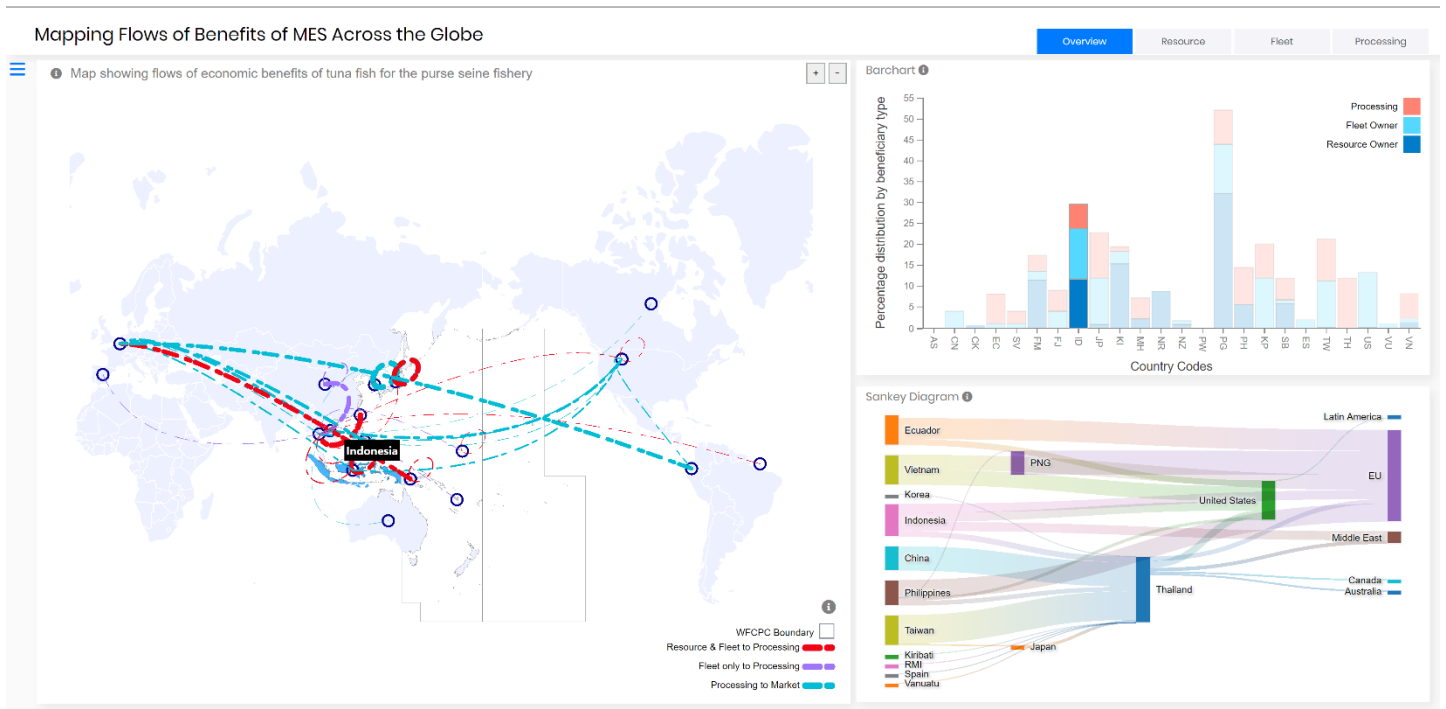 Mapping Flows of Benefits of MES Across the Globe
Overview
Resource
Fleet
Processing
Map showing flows of economic benefits of tuna fish for the purse seine fishery
+
-
Indonesia
WFCPC Boundary
Resource & Fleet to Processing
Fleet only to Processing
Processing to Market
Barchart
Percentage distribution by beneficiary type
55
50
45
40
35
30
25
20
15
10
5
0
Processing
Fleet Owner
Resource Owner
AS
CN
CK
EC
SV
FM
FJ
ID
JP
KI
MH
NR
NZ
PW
PG
PH
KP
SB
ES
TW
TH
US
VU
VN
Country Codes
Sankey Diagram
Latin America
Ecuador
PNG
Vietnam
EU
Korea
United States
Indonesia
Middle East
China
Canada
Philippines
Thailand
Australia
Taiwan
Japan
Kiribati
RMI
Spain
Vanuatu